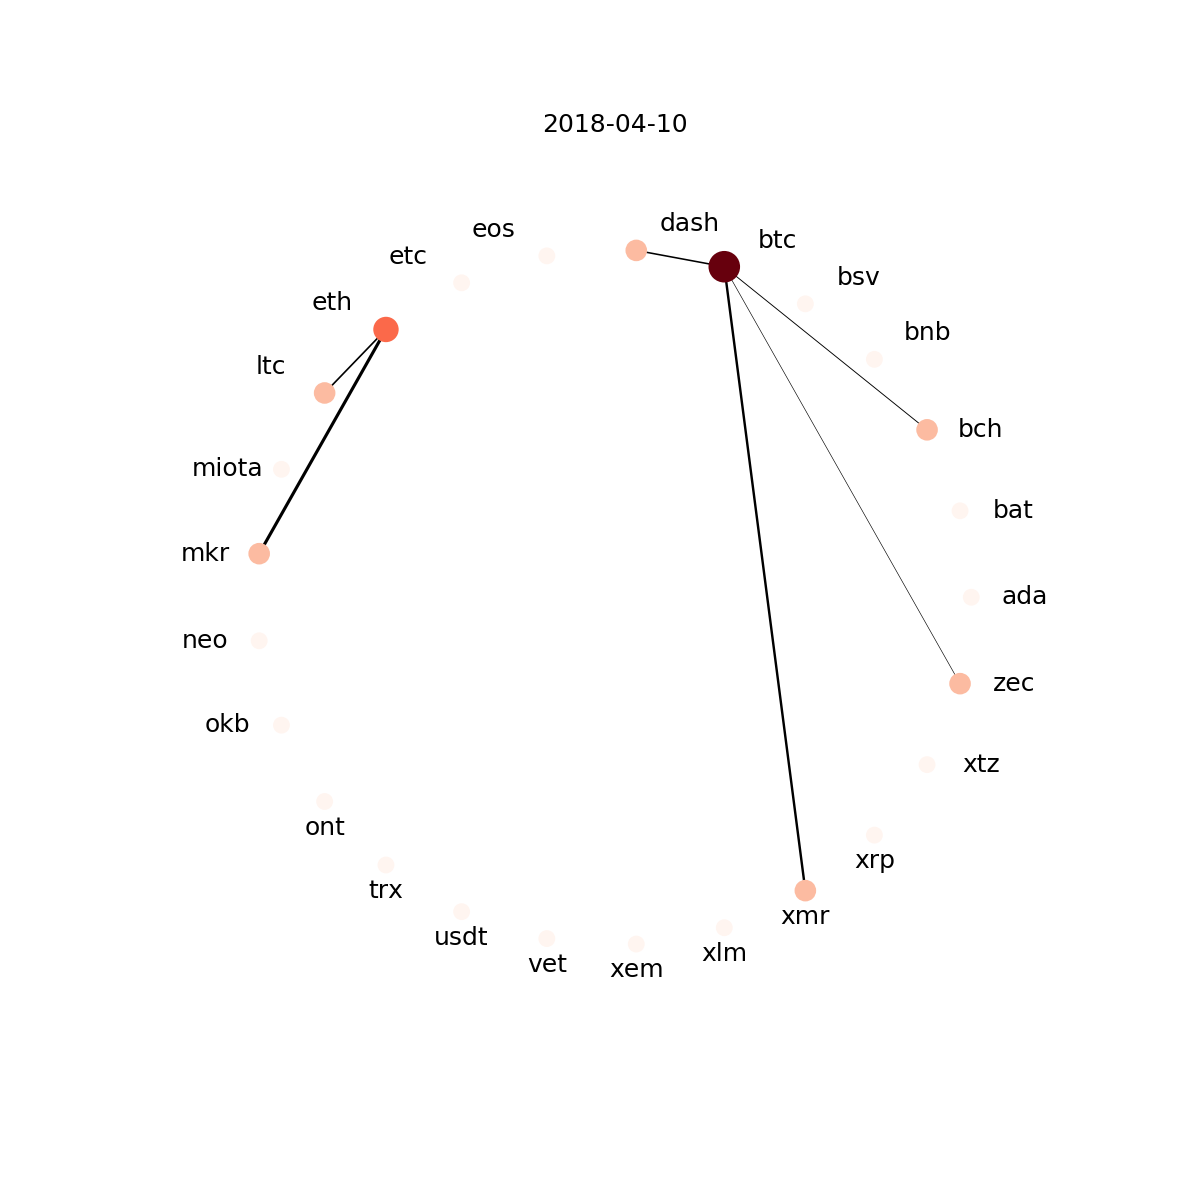 2018-04-10
dash
btc
eos
etc
bsv
eth
bnb
ltc
bch
miota
bat
mkr
ada
neo
zec
okb
xtz
ont
xrp
trx
xmr
usdt
xlm
vet
xem